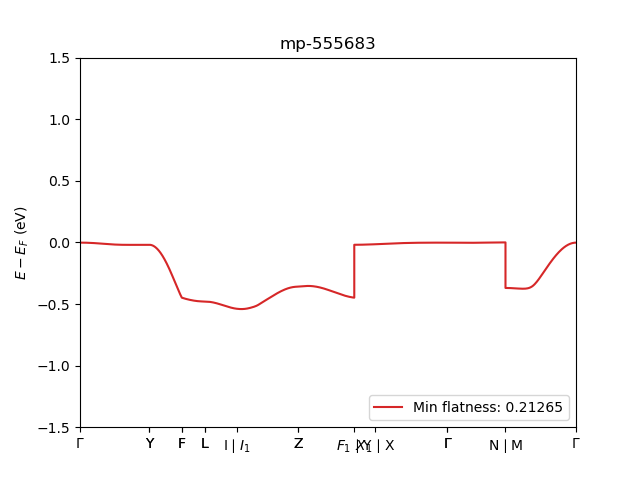 mp-555683
1.5
1.0
0.5
0.0
−0.5
−1.0
−1.5
E − E_F (eV)
Min flatness: 0.21265
Γ Y F L I | I₁ Z F₁ | X₁ | X Γ N | M Γ